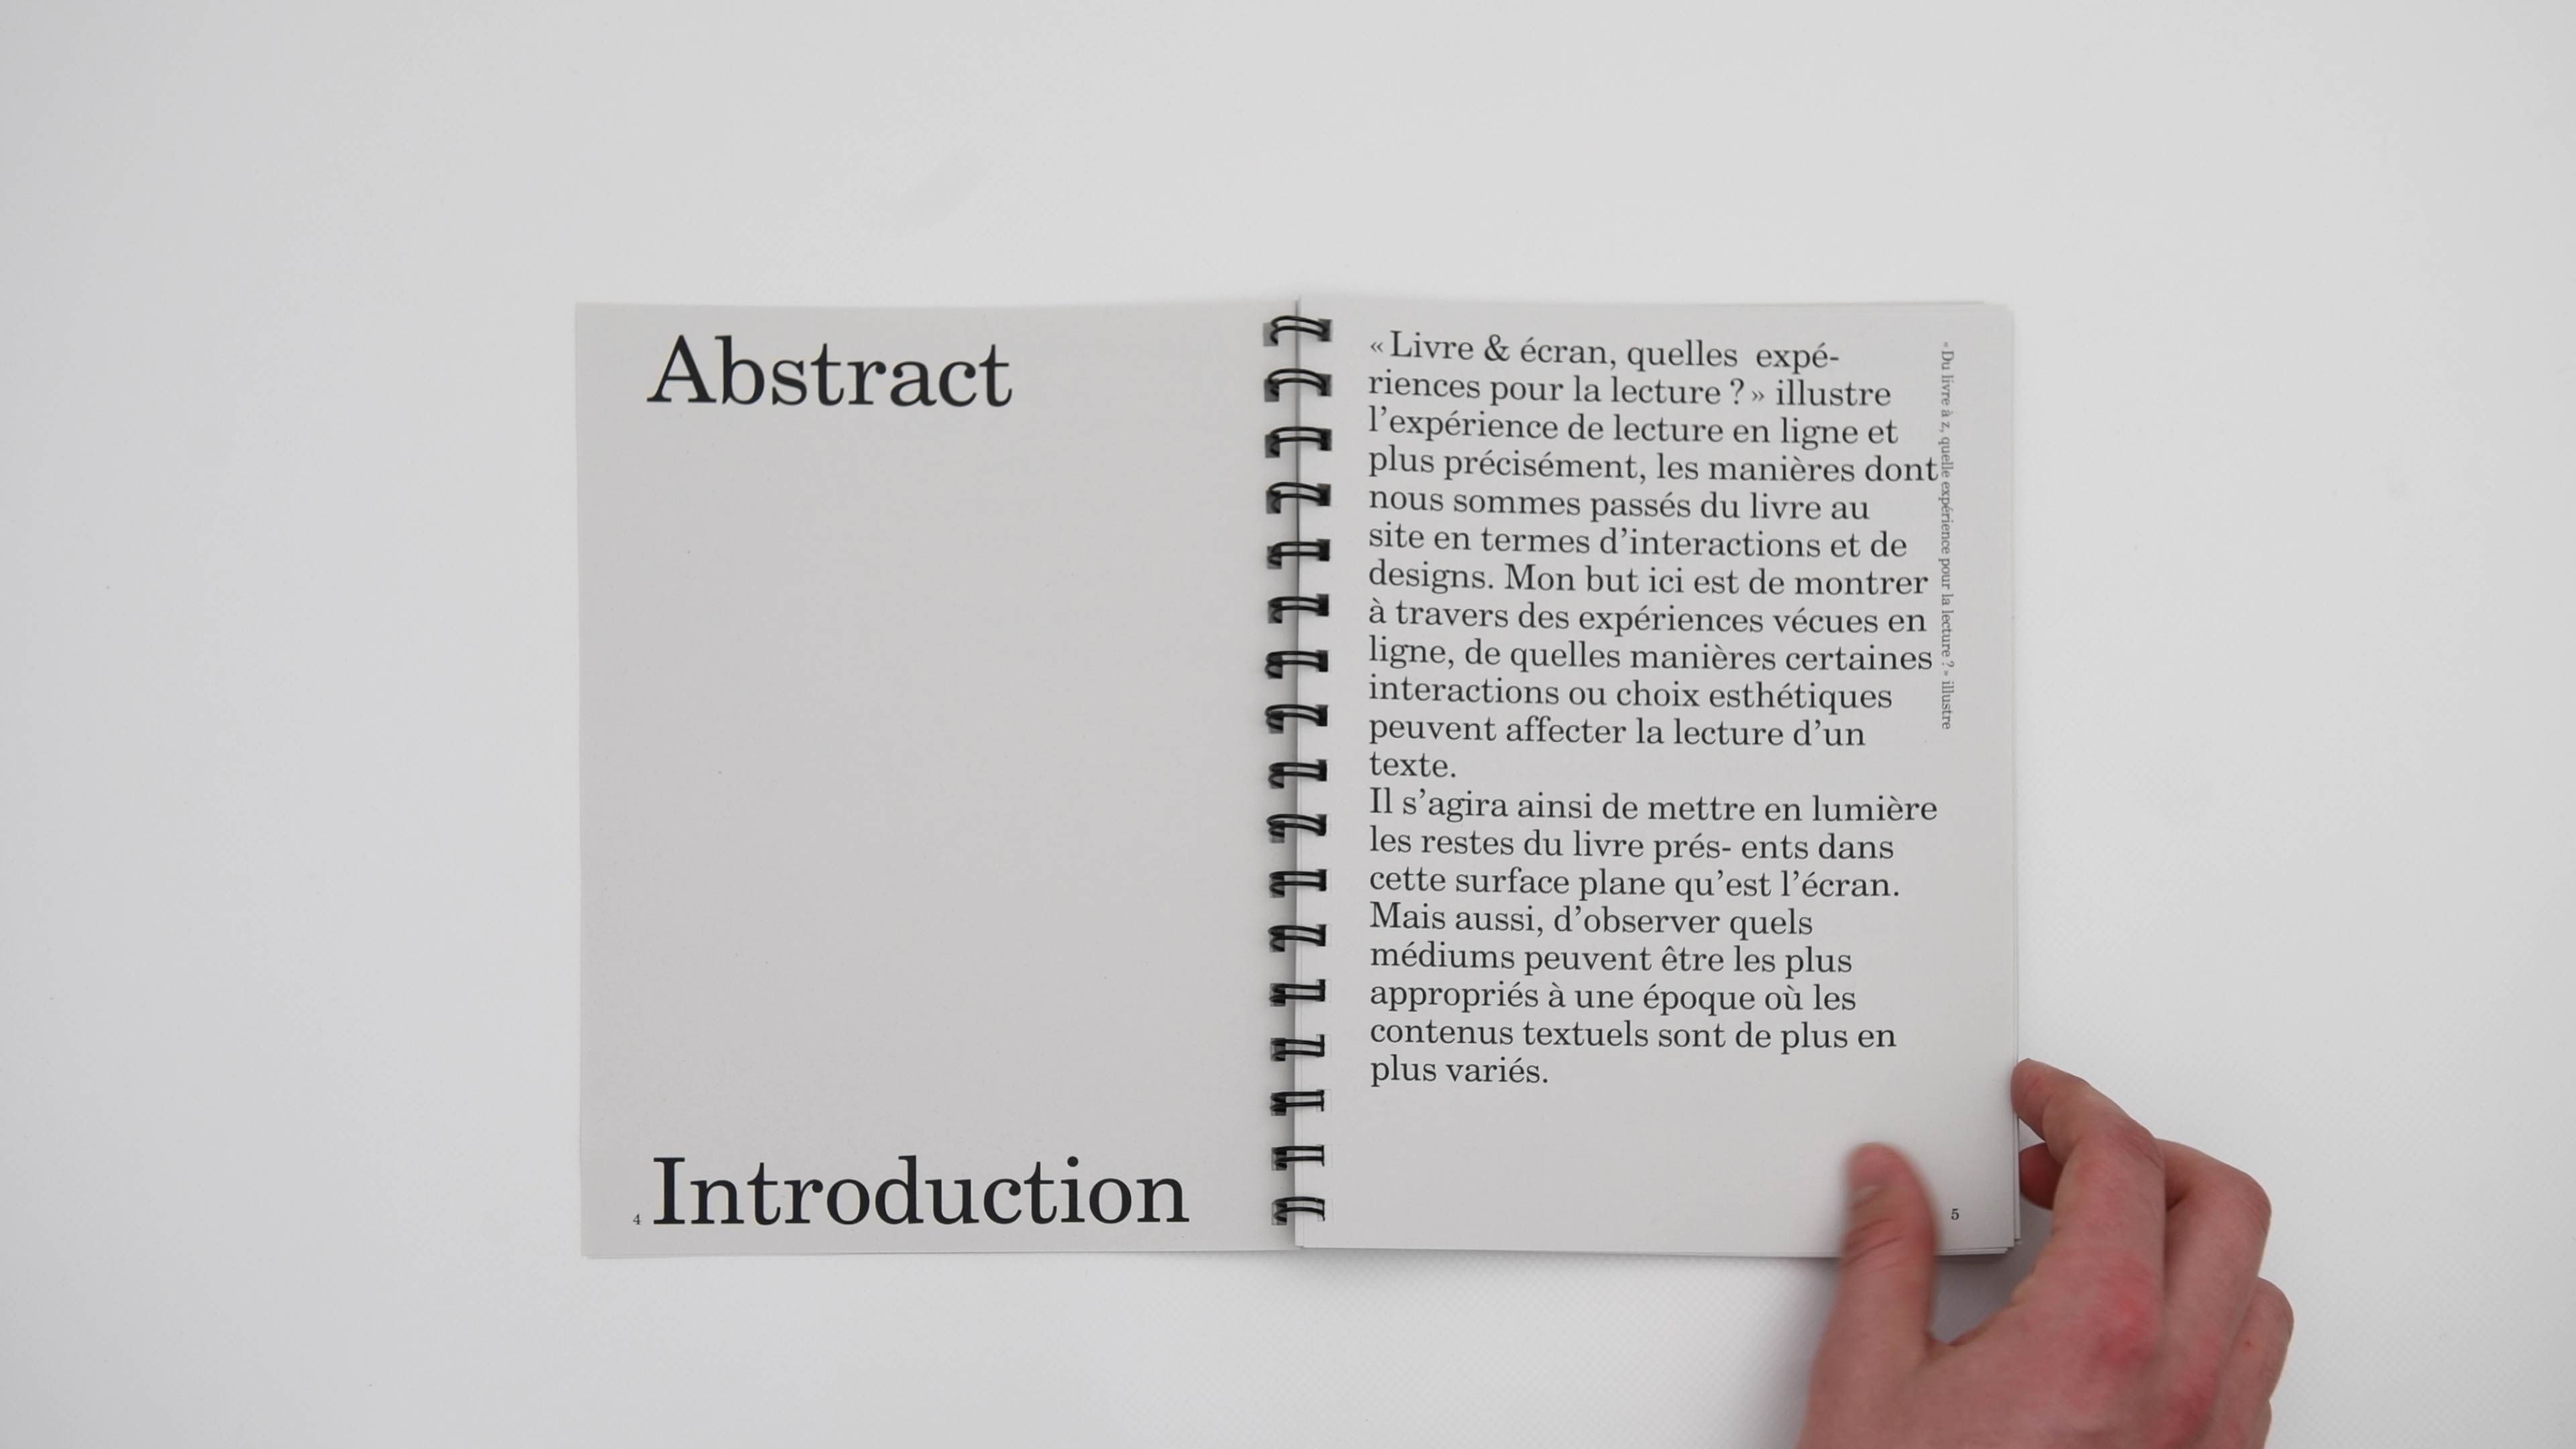 Abstract
4 Introduction
« Livre & écran, quelles  expé-
riences pour la lecture ? » illustre
l’expérience de lecture en ligne et
plus précisément, les manières dont
nous sommes passés du livre au
site en termes d’interactions et de
designs. Mon but ici est de montrer
à travers des expériences vécues en
ligne, de quelles manières certaines
interactions ou choix esthétiques
peuvent affecter la lecture d’un
texte.
Il s’agira ainsi de mettre en lumière
les restes du livre prés- ents dans
cette surface plane qu’est l’écran.
Mais aussi, d’observer quels
médiums peuvent être les plus
appropriés à une époque où les
contenus textuels sont de plus en
plus variés.
« Du livre à z, quelle expérience pour la lecture ? » illustre
5